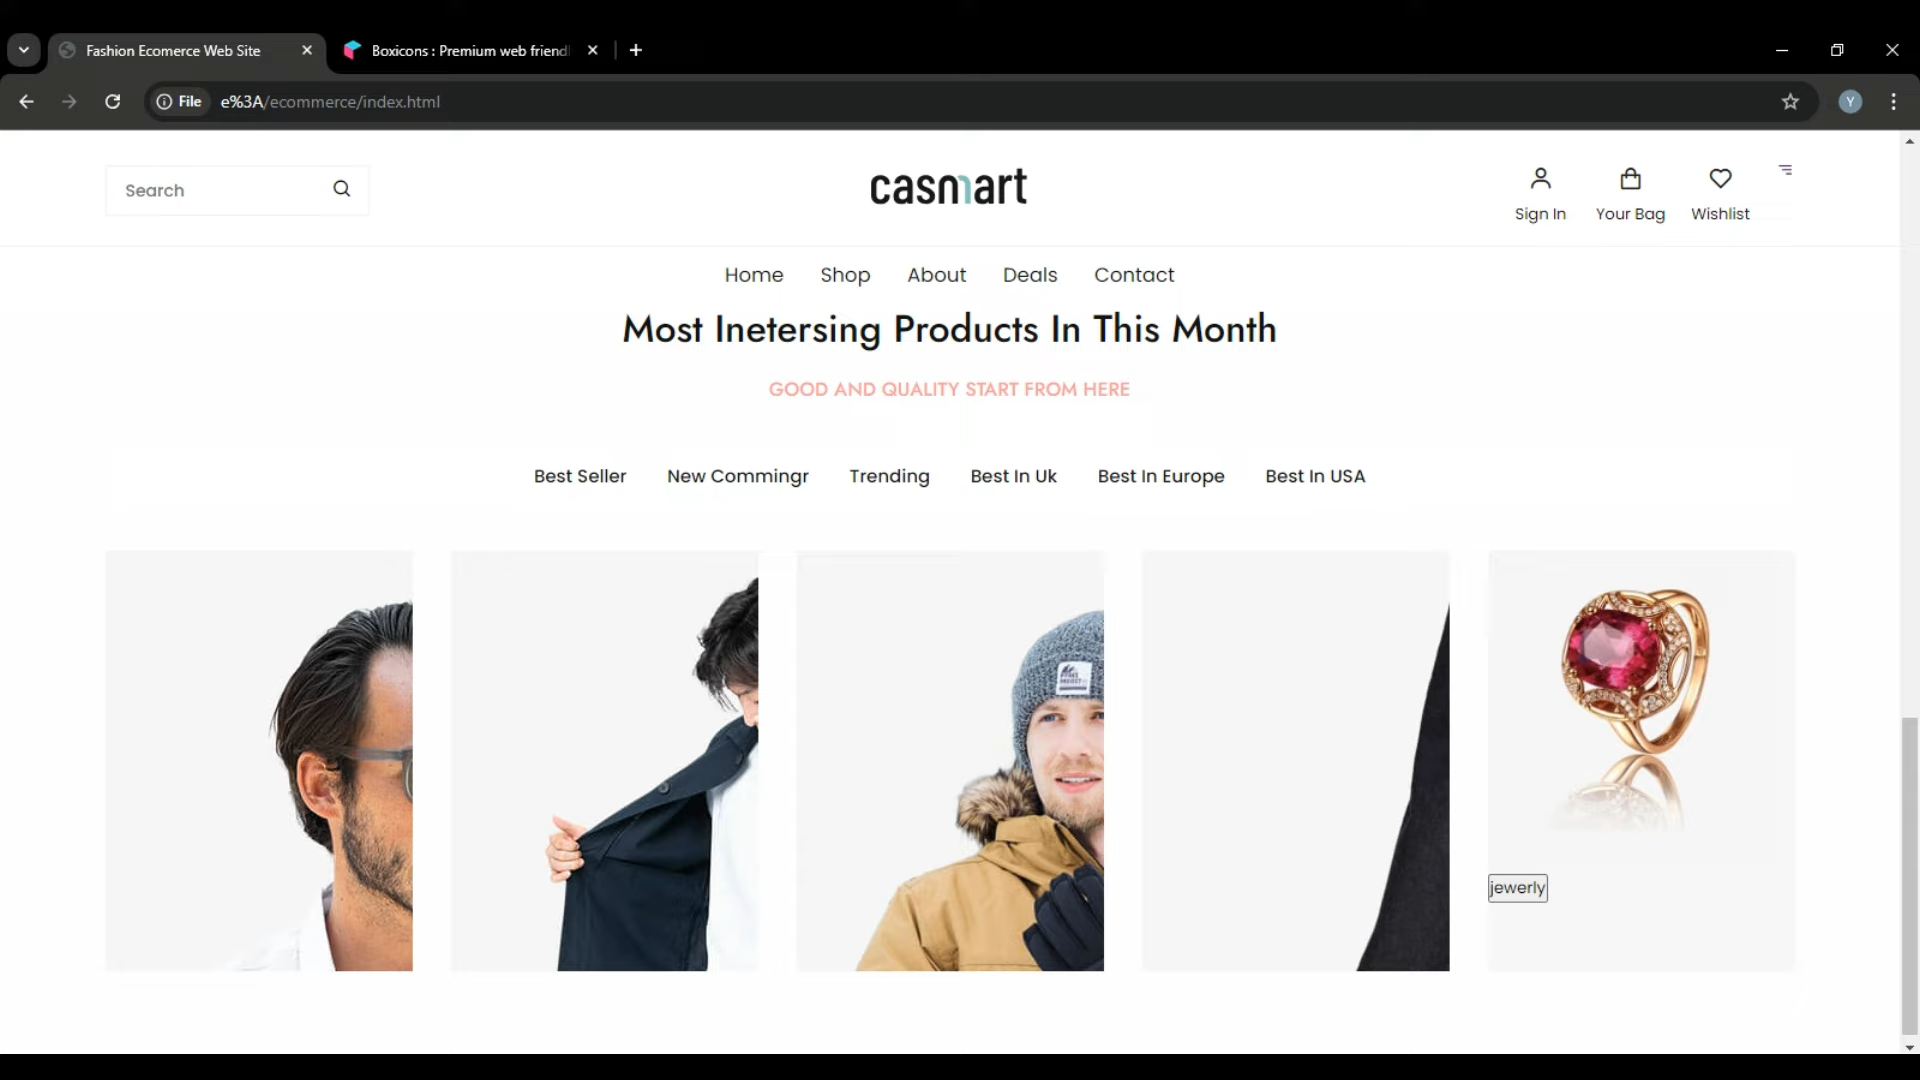 Fashion Ecomerce Web Site
Boxicons : Premium web friend
File e%3A/ecommerce/index.html
Y
Search
casmart
Sign In Your Bag Wishlist
Home Shop About Deals Contact
Most Inetersing Products In This Month
GOOD AND QUALITY START FROM HERE
Best Seller New Commingr Trending Best In Uk Best In Europe Best In USA
jewerly